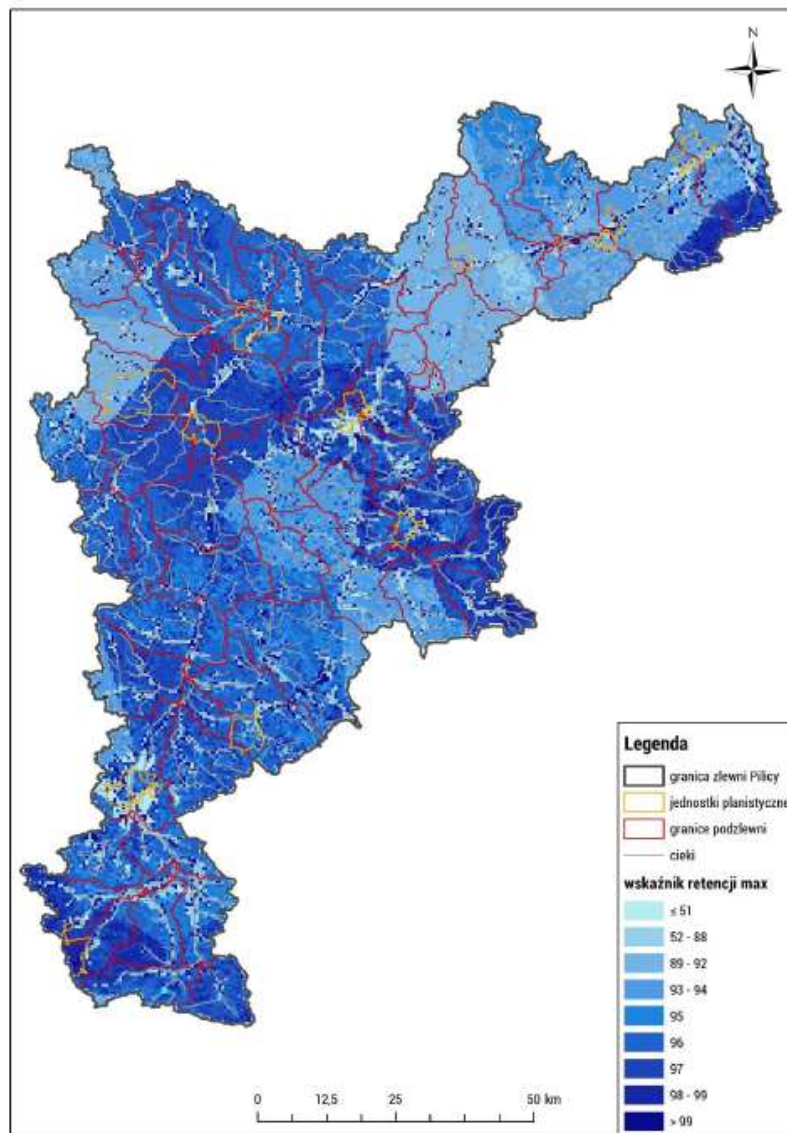 N
Legenda
granica zlewni Pilicy
jednostki planistyczne
granice podzlewni
cieki
wskaźnik retencji max
≤ 51
52 - 88
89 - 92
93 - 94
95
96
97
98 - 99
> 99
0 12,5 25 50 km